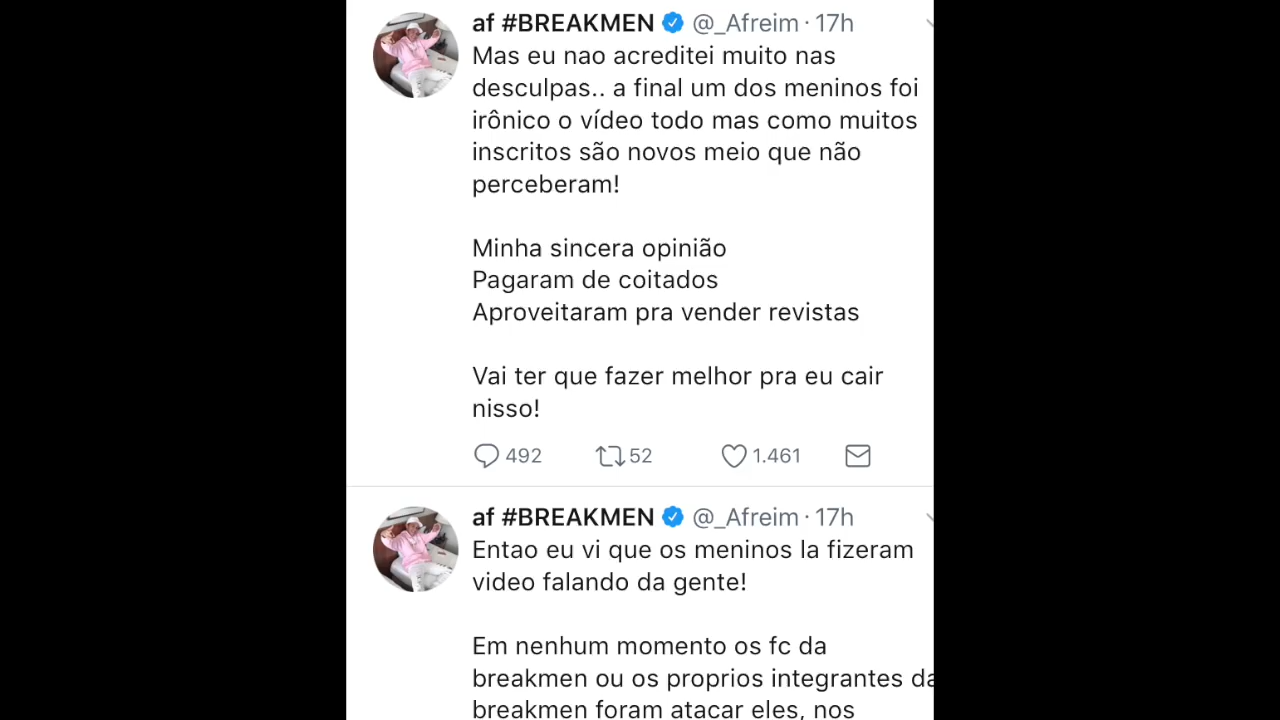 af #BREAKMEN @_Afreim · 17h
Mas eu nao acreditei muito nas
desculpas.. a final um dos meninos foi
irônico o vídeo todo mas como muitos
inscritos são novos meio que não
perceberam!
Minha sincera opinião
Pagaram de coitados
Aproveitaram pra vender revistas
Vai ter que fazer melhor pra eu cair
nisso!
492 52 1.461
af #BREAKMEN @_Afreim · 17h
Entao eu vi que os meninos la fizeram
video falando da gente!
Em nenhum momento os fc da
breakmen ou os proprios integrantes da
breakmen foram atacar eles, nos